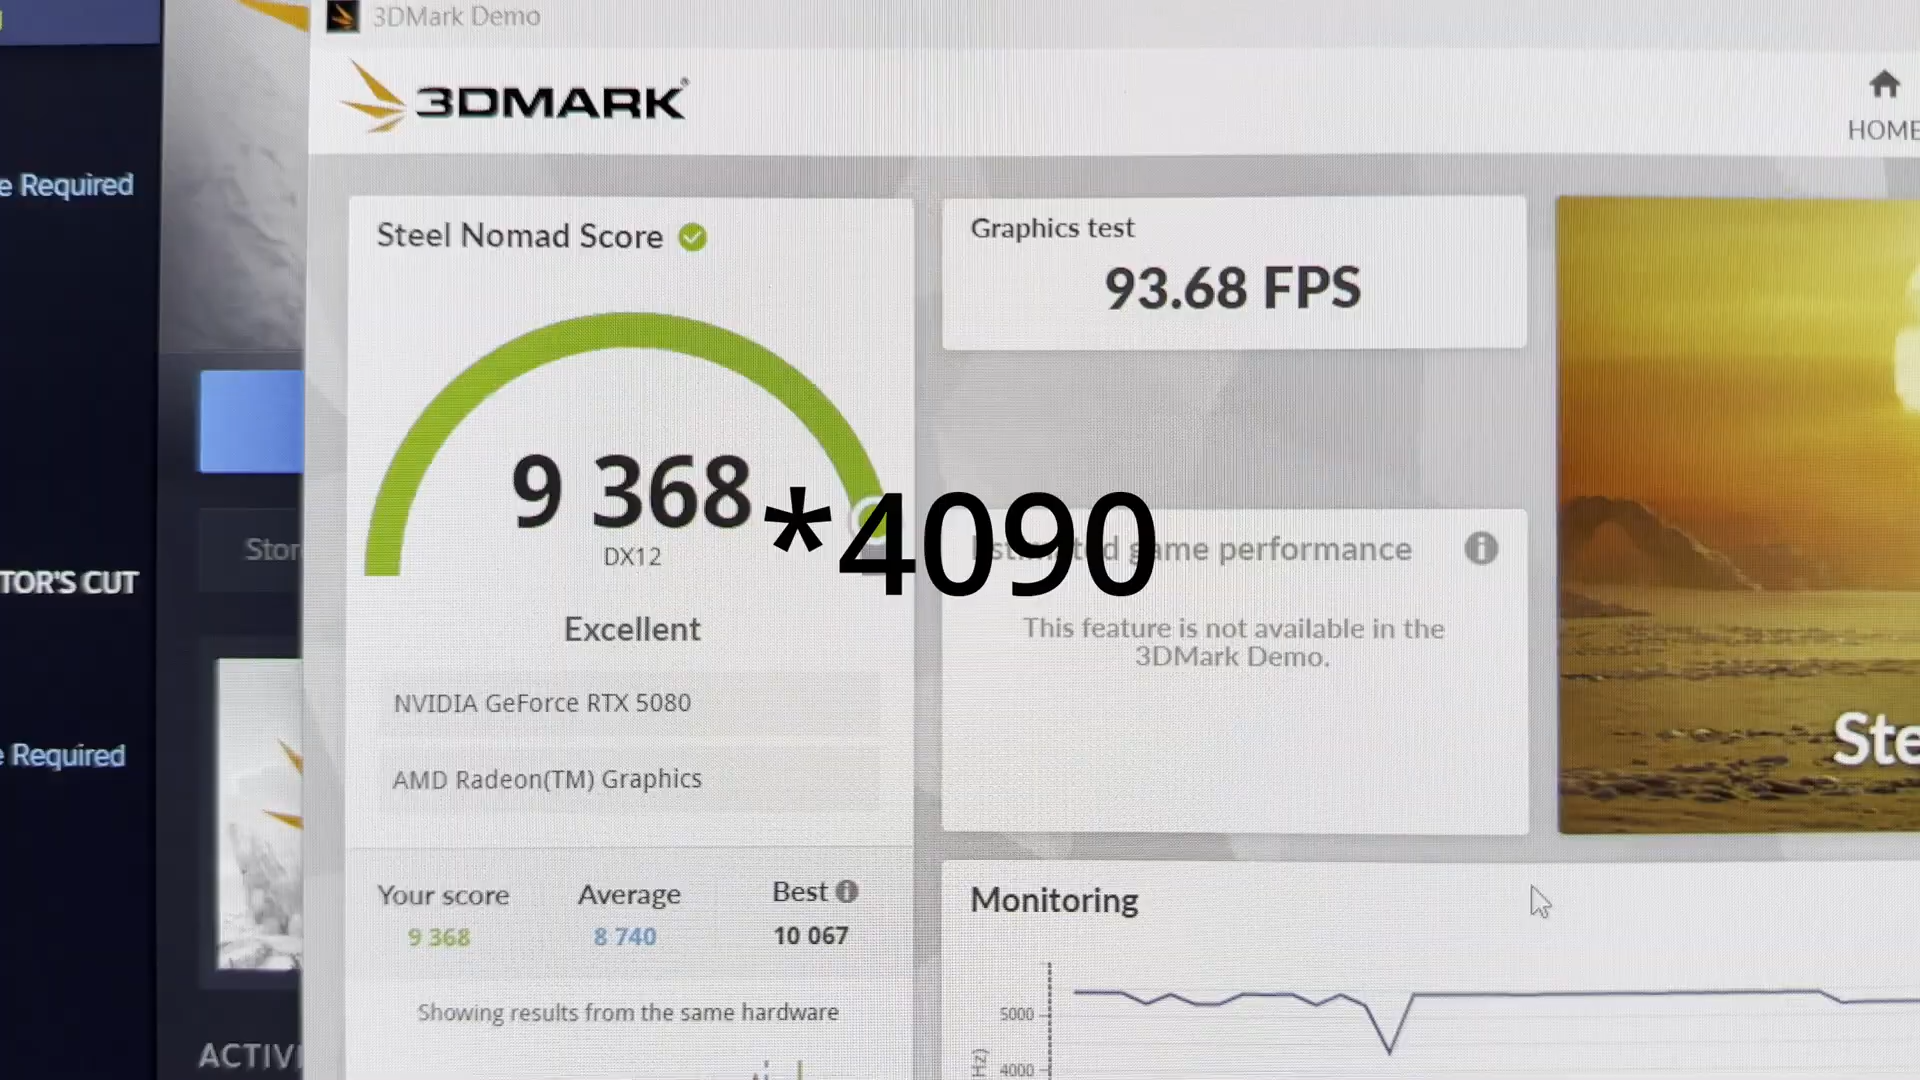 3DMark Demo
3DMARK
HOME
e Required
Steel Nomad Score
Graphics test
93.68 FPS
9 368
*4090
DX12
Excellent
game performance
This feature is not available in the
3DMark Demo.
Stor
TOR'S CUT
NVIDIA GeForce RTX 5080
AMD Radeon(TM) Graphics
e Required
Ste
Your score
Average
Best
9 368
8 740
10 067
Monitoring
Showing results from the same hardware
5000
4000
Hz)
ACTIVI